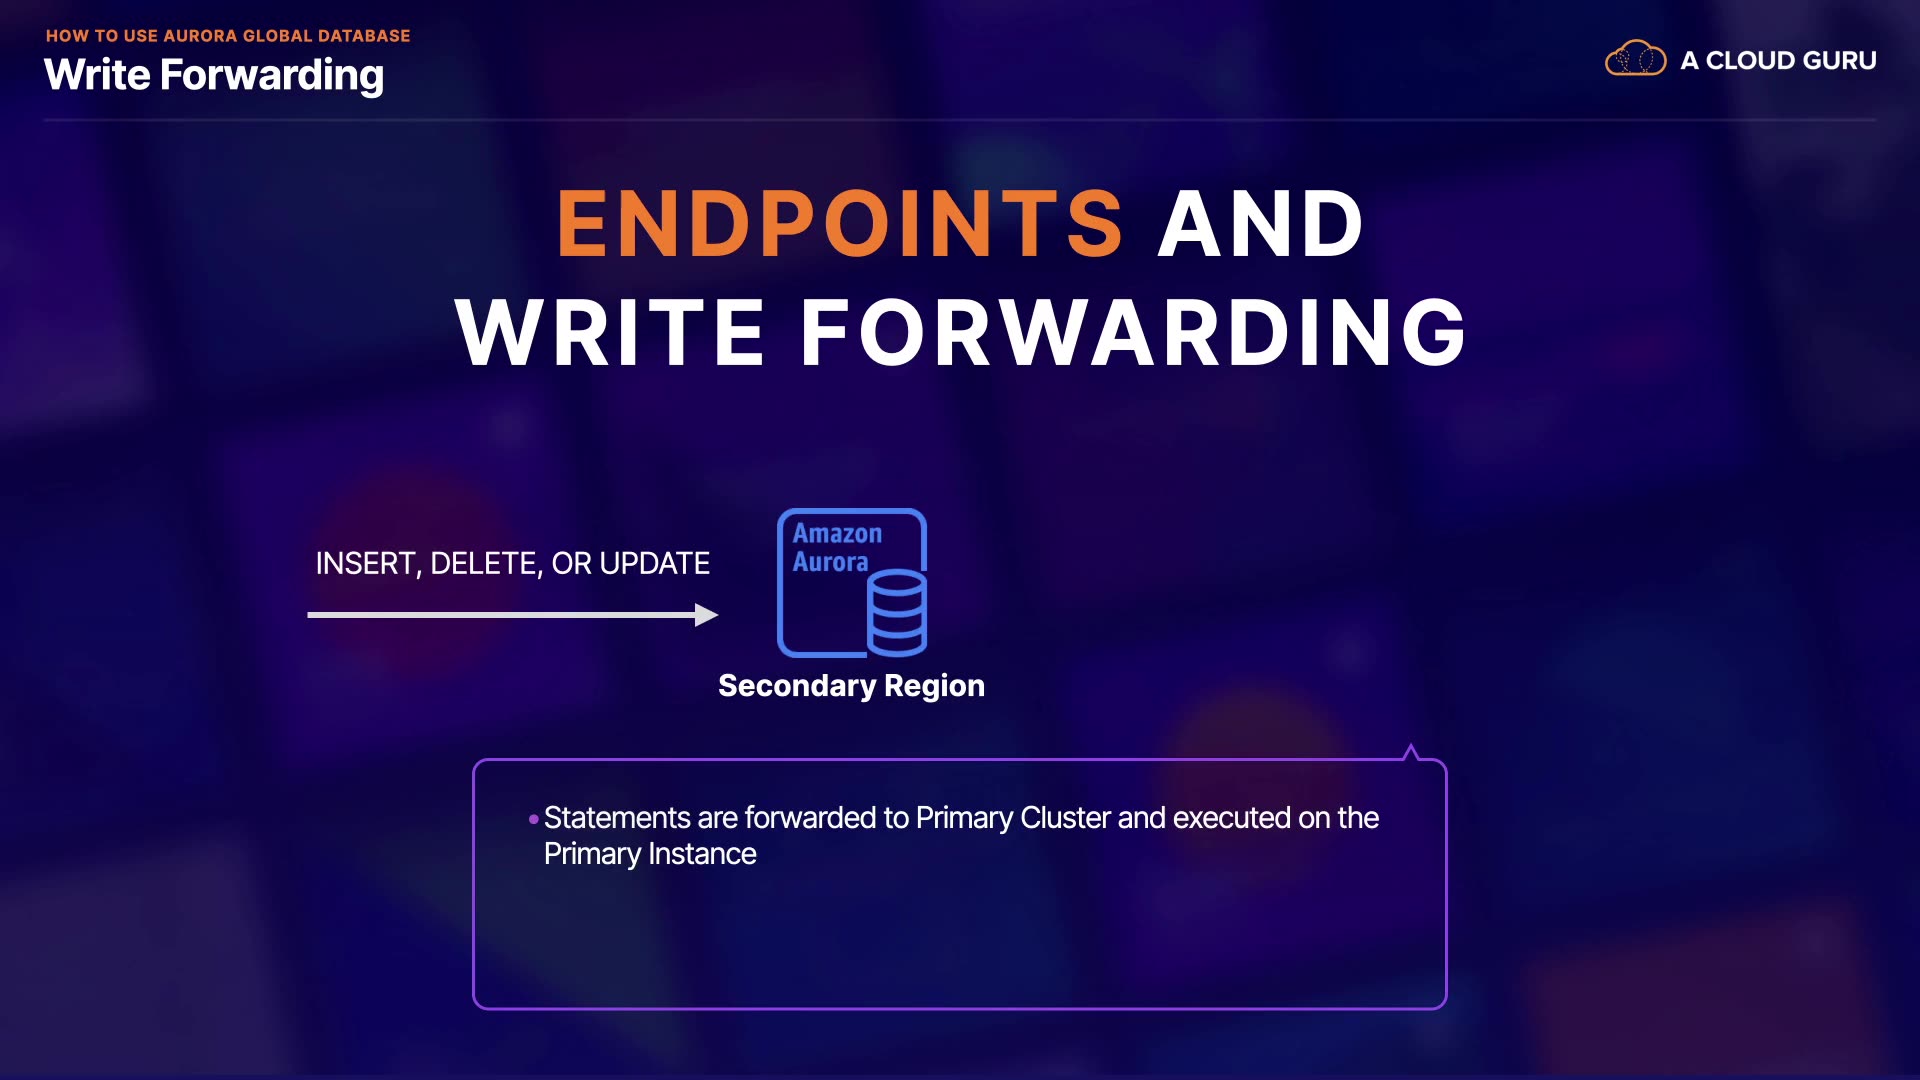 HOW TO USE AURORA GLOBAL DATABASE
Write Forwarding
A CLOUD GURU
ENDPOINTS AND
WRITE FORWARDING
INSERT, DELETE, OR UPDATE
Amazon
Aurora
Secondary Region
• Statements are forwarded to Primary Cluster and executed on the
Primary Instance